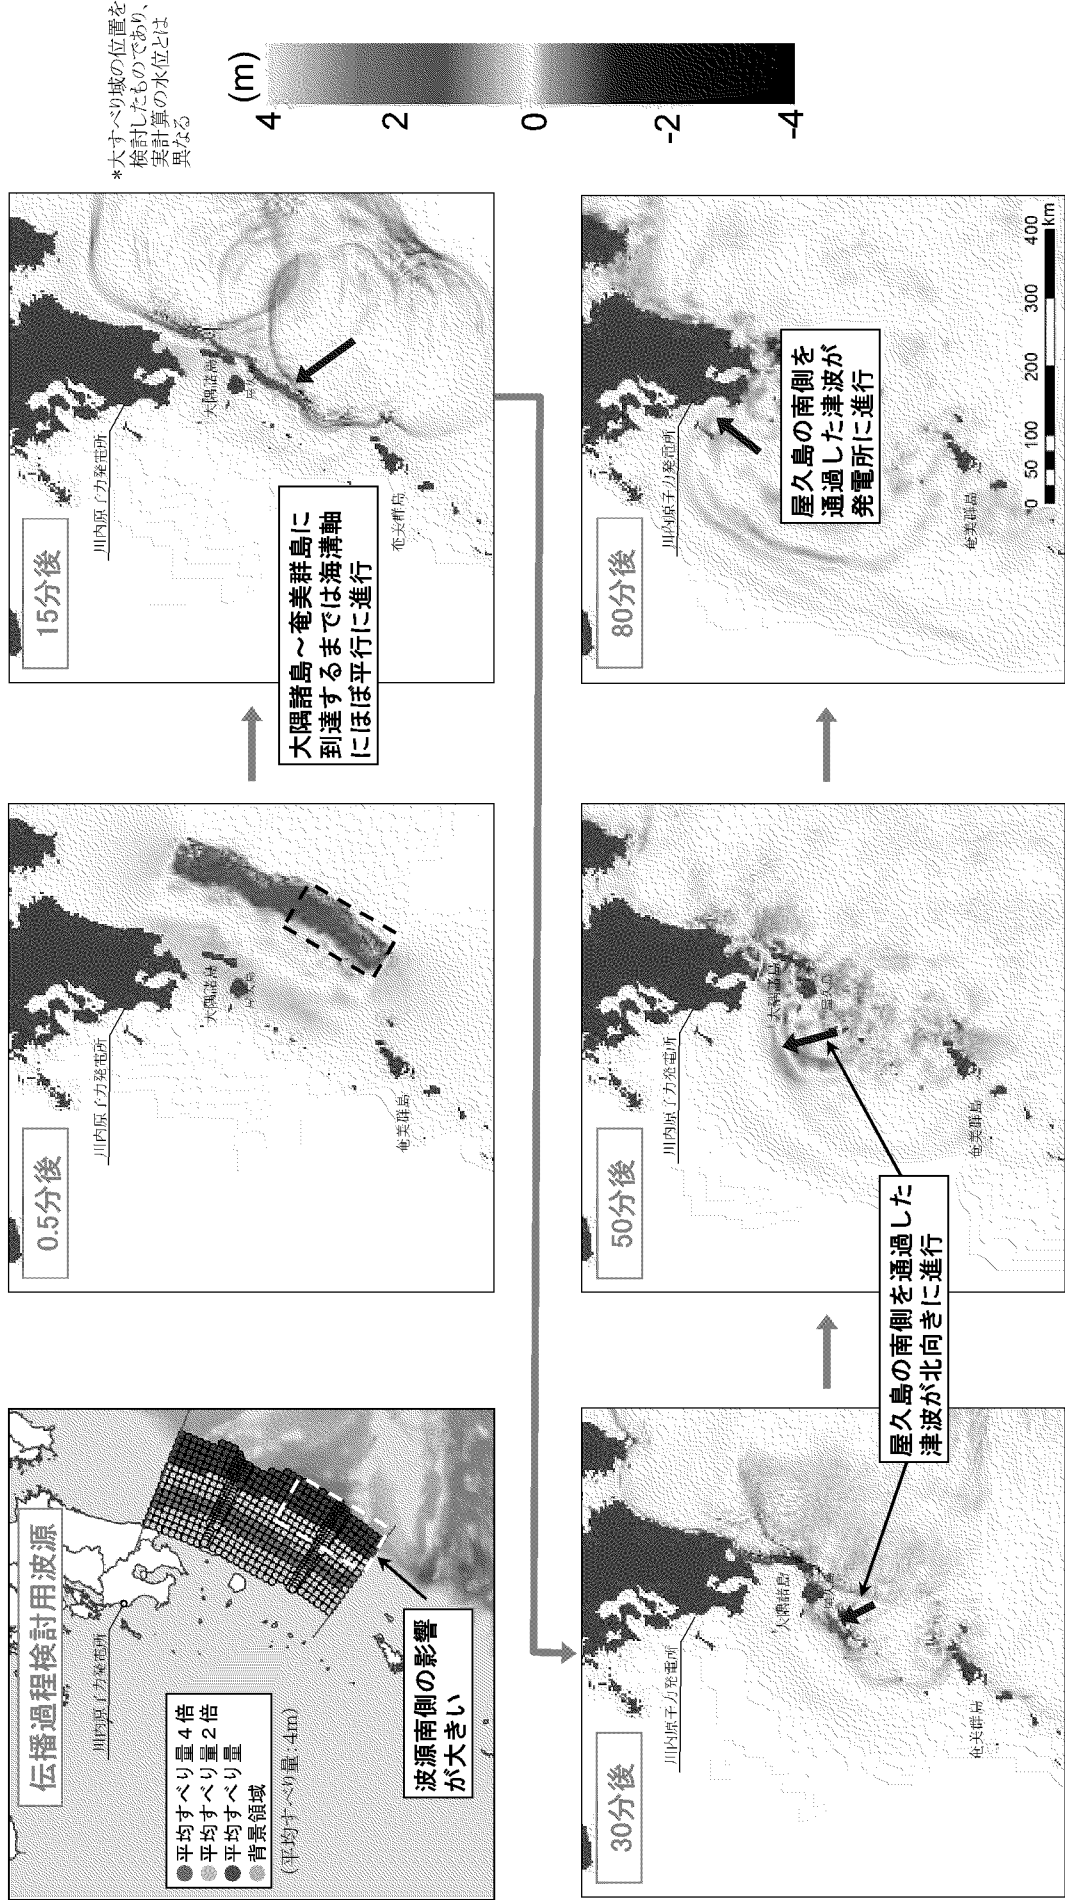 伝播過程検討用波源
川内原子力発電所
●平均すべり量4倍
●平均すべり量2倍
●平均すべり量
●背景領域
(平均すべり量:4m)
波源南側の影響
が大きい
0.5分後
川内原子力発電所
大隅諸島
屋久島
奄美群島
15分後
川内原子力発電所
大隅諸島
屋久島
奄美群島
大隅諸島～奄美群島に
到達するまでは海溝軸
にほぼ平行に進行
*大すべり域の位置を
検討したものであり、
実計算の水位とは
異なる
(m)
4
2
0
-2
-4
30分後
川内原子力発電所
大隅諸島
屋久島
奄美群島
屋久島の南側を通過した
津波が北向きに進行
50分後
川内原子力発電所
大隅諸島
屋久島
奄美群島
80分後
川内原子力発電所
奄美群島
屋久島の南側を
通過した津波が
発電所に進行
0 50 100 200 300 400
km